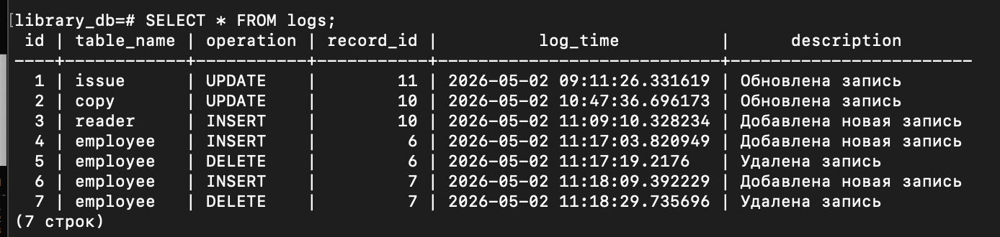 library_db=# SELECT * FROM logs;
id | table_name | operation | record_id | log_time | description
----+------------+-----------+-----------+----------------------------+------------------------
1 | issue | UPDATE | 11 | 2026-05-02 09:11:26.331619 | Обновлена запись
2 | copy | UPDATE | 10 | 2026-05-02 10:47:36.696173 | Обновлена запись
3 | reader | INSERT | 10 | 2026-05-02 11:09:10.328234 | Добавлена новая запись
4 | employee | INSERT | 6 | 2026-05-02 11:17:03.820949 | Добавлена новая запись
5 | employee | DELETE | 6 | 2026-05-02 11:17:19.2176 | Удалена запись
6 | employee | INSERT | 7 | 2026-05-02 11:18:09.392229 | Добавлена новая запись
7 | employee | DELETE | 7 | 2026-05-02 11:18:29.735696 | Удалена запись
(7 строк)